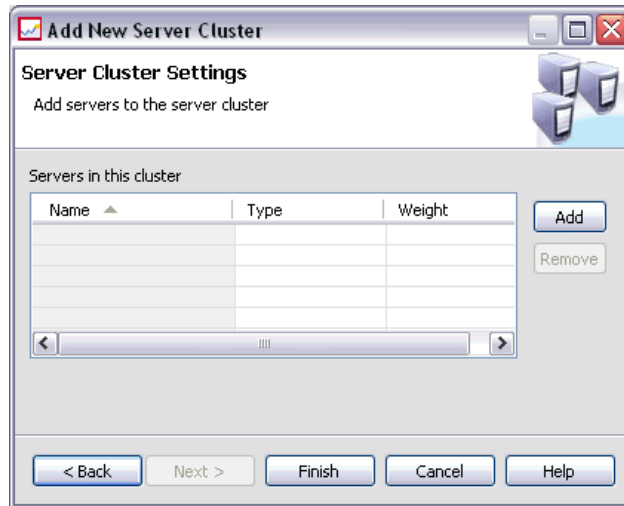 Add New Server Cluster
Server Cluster Settings
Add servers to the server cluster
Servers in this cluster
Name Type Weight
Add
Remove
< Back Next > Finish Cancel Help